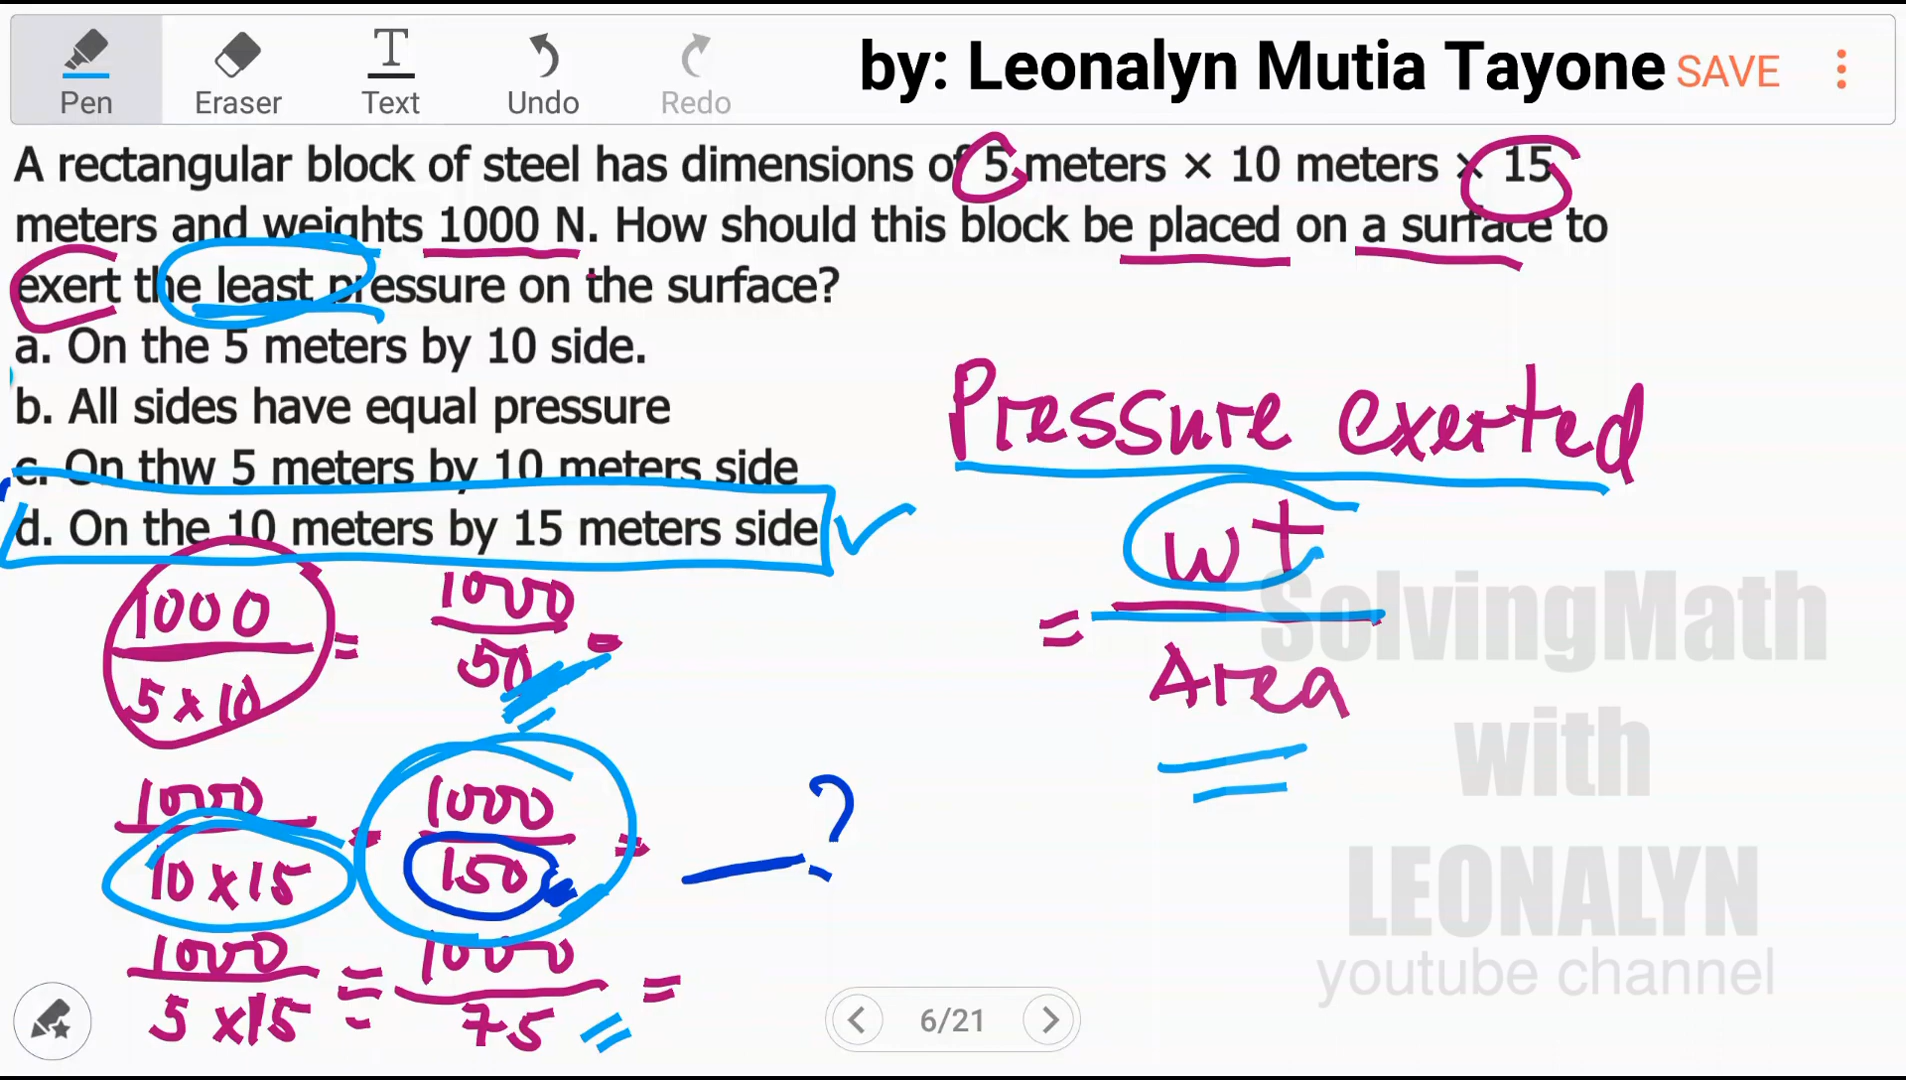 Pen
Eraser
Text
Undo
Redo
by: Leonalyn Mutia Tayone
SAVE
A rectangular block of steel has dimensions of 5 meters × 10 meters × 15
meters and weights 1000 N. How should this block be placed on a surface to
exert the least pressure on the surface?
a. On the 5 meters by 10 side.
b. All sides have equal pressure
c. On thw 5 meters by 10 meters side
d. On the 10 meters by 15 meters side
Pressure exerted
= wt
Area
1000
5 x 10
=
1000
50
=
1000
10 x 15
=
1000
150
=
?
1000
5 x 15
=
1000
75
=
SolvingMath
with
LEONALYN
youtube channel
6/21